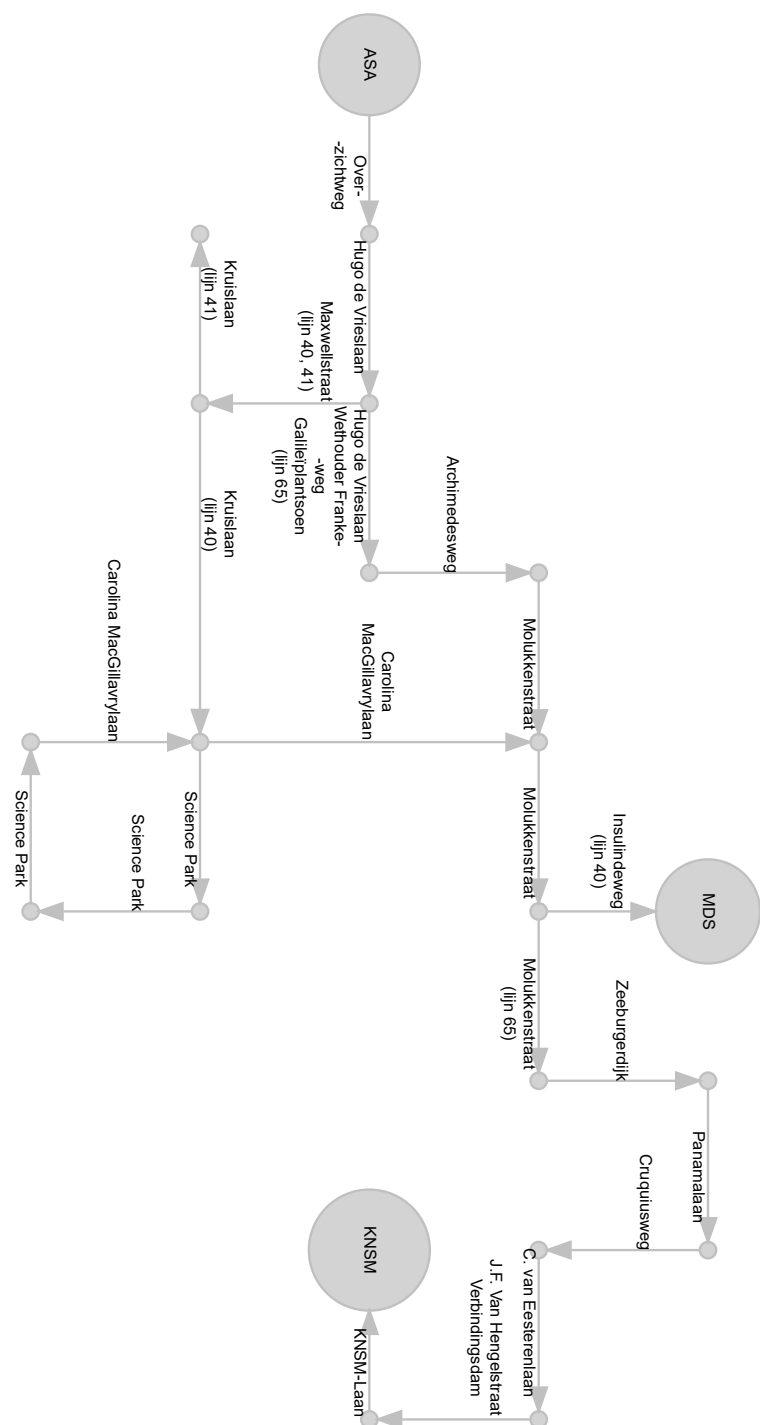 ASA
Over-
-zichtweg
Hugo de Vrieslaan
Maxwellstraat
(lijn 40, 41)
Kruislaan
(lijn 41)
Hugo de Vrieslaan
Wethouder Franke-
-weg
Galileïplantsoen
(lijn 65)
Archimedesweg
Kruislaan
(lijn 40)
Molukkenstraat
Carolina
MacGillavrylaan
Carolina MacGillavrylaan
Science Park
Science Park
Science Park
Molukkenstraat
Insulindeweg
(lijn 40)
MDS
Molukkenstraat
(lijn 65)
Zeeburgerdijk
Panamalaan
Cruquiusweg
C. van Eesterenlaan
J.F. Van Hengelstraat
Verbindingsdam
KNSM-Laan
KNSM